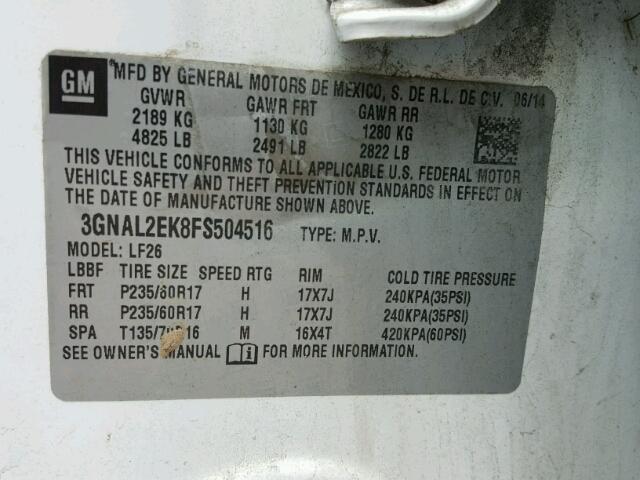 GM MFD BY GENERAL MOTORS DE MEXICO, S. DE R.L. DE C.V. 06/14
GVWR GAWR FRT GAWR RR
2189 KG 1130 KG 1280 KG
4825 LB 2491 LB 2822 LB
THIS VEHICLE CONFORMS TO ALL APPLICABLE U.S. FEDERAL MOTOR
VEHICLE SAFETY AND THEFT PREVENTION STANDARDS IN EFFECT ON
THE DATE OF MANUFACTURE SHOWN ABOVE.
3GNAL2EK8FS504516 TYPE: M.P.V.
MODEL: LF26
LBBF TIRE SIZE SPEED RTG RIM COLD TIRE PRESSURE
FRT P235/60R17 H 17X7J 240KPA(35PSI)
RR P235/60R17 H 17X7J 240KPA(35PSI)
SPA M 16X4T 420KPA(60PSI)
SEE OWNER'S MANUAL FOR MORE INFORMATION.